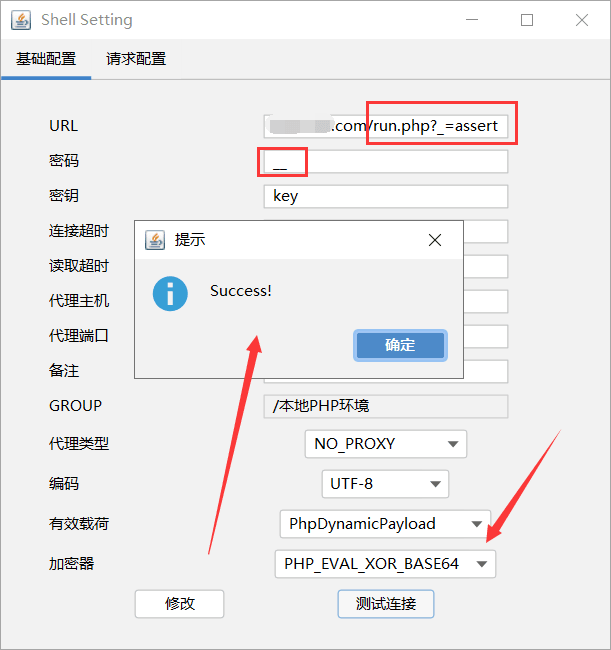 Shell Setting
基础配置 请求配置
URL .com/run.php?_=assert
密码 __
密钥 key
连接超时
读取超时
代理主机
代理端口
备注
提示
Success!
确定
GROUP /本地PHP环境
代理类型 NO_PROXY
编码 UTF-8
有效载荷 PhpDynamicPayload
加密器 PHP_EVAL_XOR_BASE64
修改 测试连接